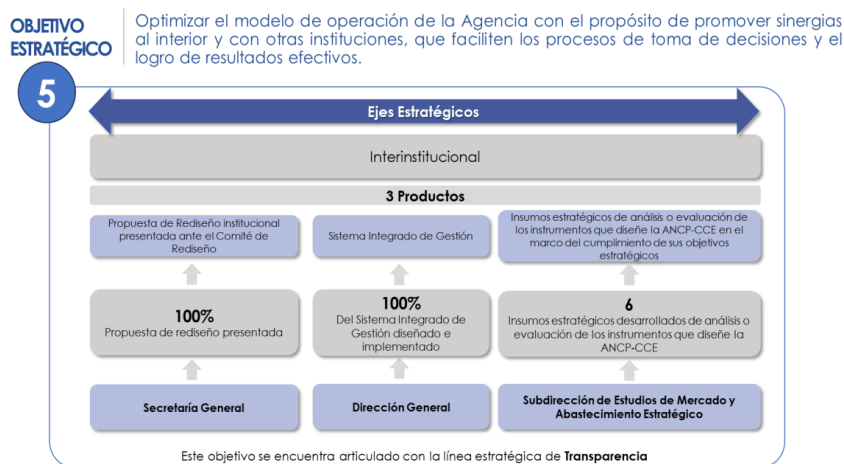 OBJETIVO
ESTRATÉGICO
Optimizar el modelo de operación de la Agencia con el propósito de promover sinergias
al interior y con otras instituciones, que faciliten los procesos de toma de decisiones y el
logro de resultados efectivos.
5
Ejes Estratégicos
Interinstitucional
3 Productos
Propuesta de Rediseño institucional
presentada ante el Comité de
Rediseño
Sistema Integrado de Gestión
Insumos estratégicos de análisis o evaluación de
los instrumentos que diseñe la ANCP-CCE en el
marco del cumplimiento de sus objetivos
estratégicos
100%
Propuesta de rediseño presentada
100%
Del Sistema Integrado de
Gestión diseñado e
implementado
6
Insumos estratégicos desarrollados de análisis o
evaluación de los instrumentos que diseñe la
ANCP-CCE
Secretaría General
Dirección General
Subdirección de Estudios de Mercado y
Abastecimiento Estratégico
Este objetivo se encuentra articulado con la línea estratégica de Transparencia